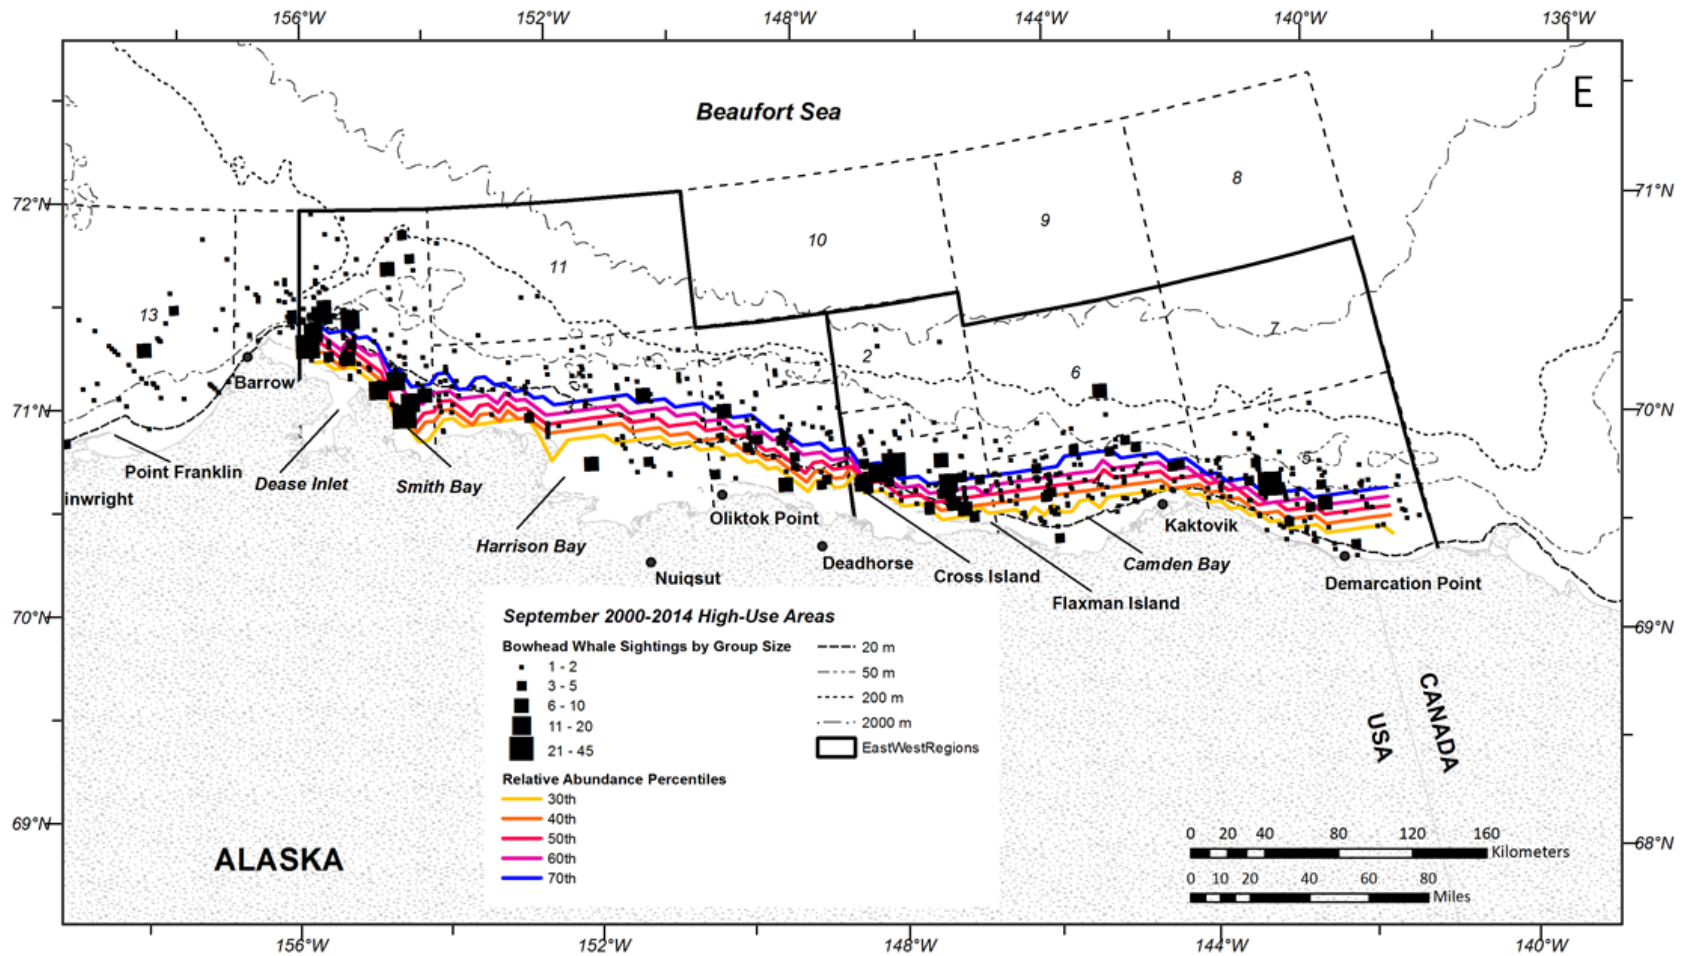 156°W 152°W 148°W 144°W 140°W 136°W
E
Beaufort Sea
8
72°N 71°N
9
10
11
13
7
2
6
Barrow
71°N 70°N
3
5
Point Franklin
Dease Inlet
Smith Bay
inwright
Oliktok Point
Kaktovik
Harrison Bay
Deadhorse
Camden Bay
Nuiqsut
Cross Island
Demarcation Point
Flaxman Island
70°N 69°N
September 2000-2014 High-Use Areas
Bowhead Whale Sightings by Group Size
1 - 2
3 - 5
6 - 10
11 - 20
21 - 45
20 m
50 m
200 m
2000 m
EastWestRegions
Relative Abundance Percentiles
30th
40th
50th
60th
70th
USA
CANADA
69°N 68°N
ALASKA
0 20 40 80 120 160
Kilometers
0 10 20 40 60 80
Miles
156°W 152°W 148°W 144°W 140°W